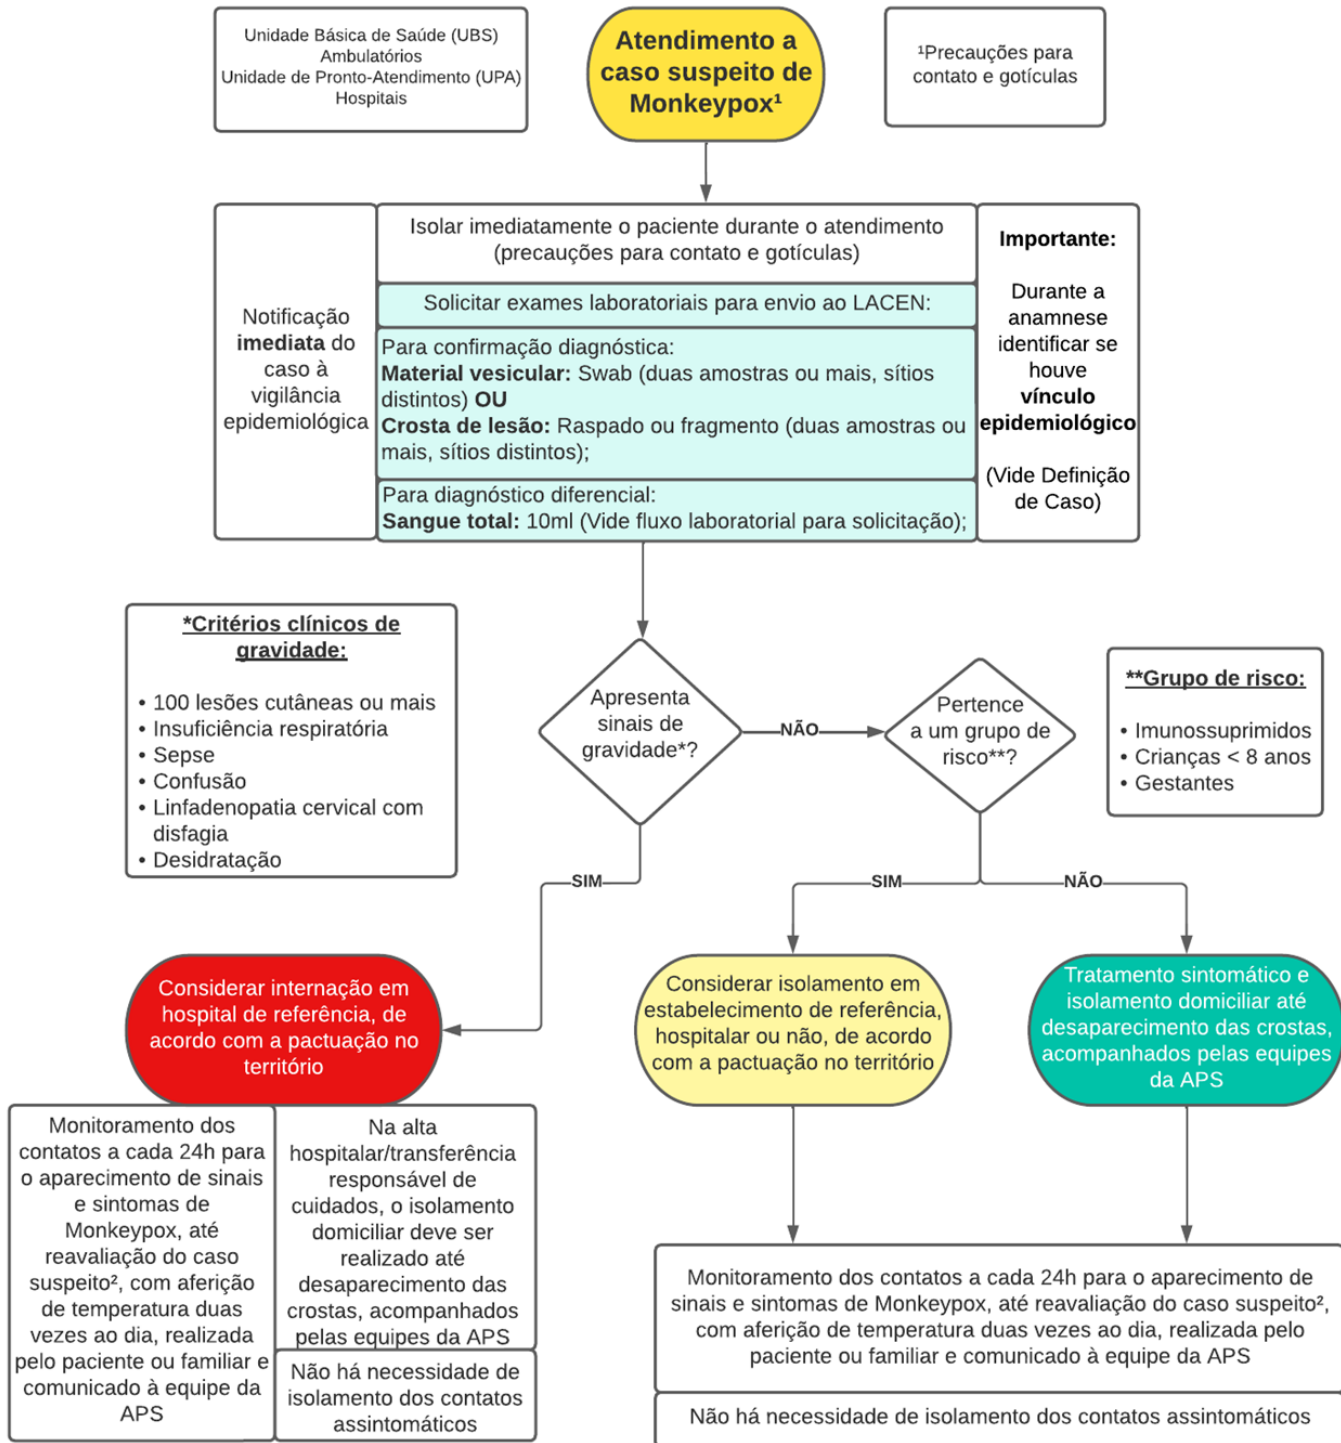 Unidade Básica de Saúde (UBS)
Ambulatórios
Unidade de Pronto-Atendimento (UPA)
Hospitais
Atendimento a
caso suspeito de
Monkeypox¹
¹Precauções para
contato e gotículas
Notificação
imediata do
caso à
vigilância
epidemiológica
Isolar imediatamente o paciente durante o atendimento
(precauções para contato e gotículas)
Solicitar exames laboratoriais para envio ao LACEN:
Para confirmação diagnóstica:
Material vesicular: Swab (duas amostras ou mais, sítios
distintos) OU
Crosta de lesão: Raspado ou fragmento (duas amostras ou
mais, sítios distintos);
Para diagnóstico diferencial:
Sangue total: 10ml (Vide fluxo laboratorial para solicitação);
Importante:
Durante a
anamnese
identificar se
houve
vínculo
epidemiológico
(Vide Definição
de Caso)
*Critérios clínicos de
gravidade:
• 100 lesões cutâneas ou mais
• Insuficiência respiratória
• Sepse
• Confusão
• Linfadenopatia cervical com
disfagia
• Desidratação
Apresenta
sinais de
gravidade*?
NÃO
Pertence
a um grupo de
risco**?
**Grupo de risco:
• Imunossuprimidos
• Crianças < 8 anos
• Gestantes
SIM
SIM
NÃO
Considerar internação em
hospital de referência, de
acordo com a pactuação no
território
Considerar isolamento em
estabelecimento de referência,
hospitalar ou não, de acordo
com a pactuação no território
Tratamento sintomático e
isolamento domiciliar até
desaparecimento das crostas,
acompanhados pelas equipes
da APS
Monitoramento dos
contatos a cada 24h para
o aparecimento de sinais
e sintomas de
Monkeypox, até
reavaliação do caso
suspeito², com aferição
de temperatura duas
vezes ao dia, realizada
pelo paciente ou familiar e
comunicado à equipe da
APS
Na alta
hospitalar/transferência
responsável de
cuidados, o isolamento
domiciliar deve ser
realizado até
desaparecimento das
crostas, acompanhados
pelas equipes da APS
Não há necessidade de
isolamento dos contatos
assintomáticos
Monitoramento dos contatos a cada 24h para o aparecimento de
sinais e sintomas de Monkeypox, até reavaliação do caso suspeito²,
com aferição de temperatura duas vezes ao dia, realizada pelo
paciente ou familiar e comunicado à equipe da APS
Não há necessidade de isolamento dos contatos assintomáticos